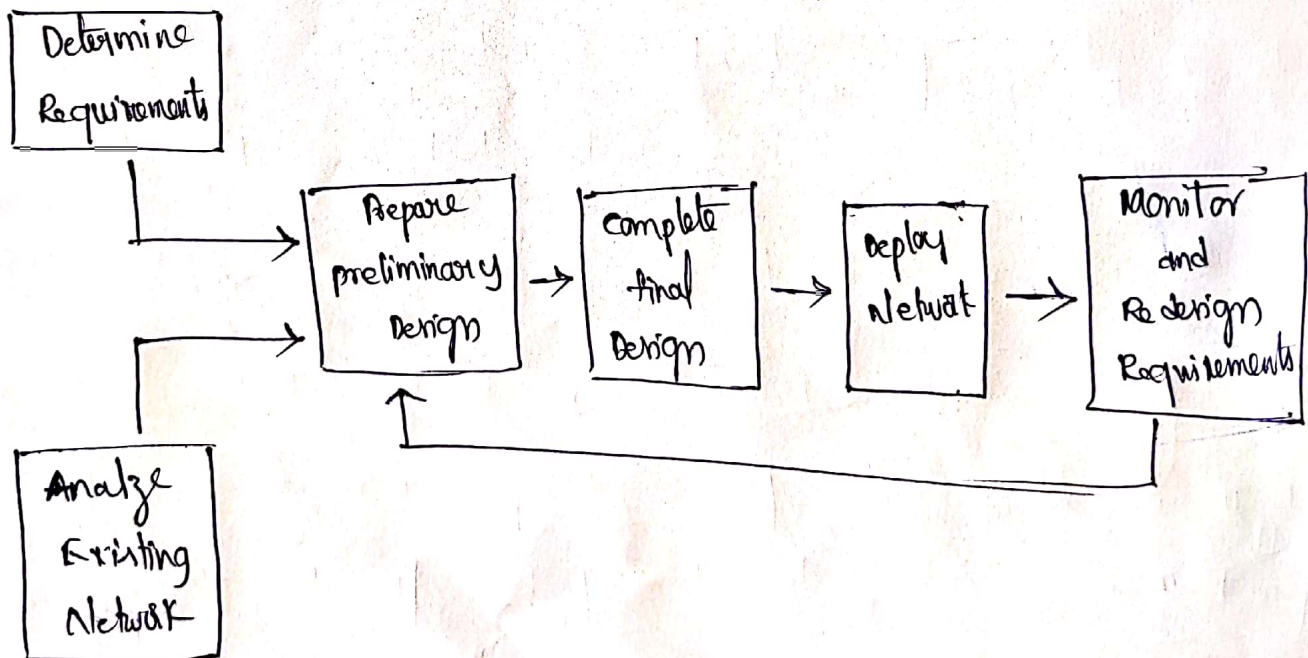 Determine
Requirements
Prepare
preliminary
Design
complete
final
Design
Deploy
Network
Monitor
and
Redesign
Requirements
Analze
Existing
Network